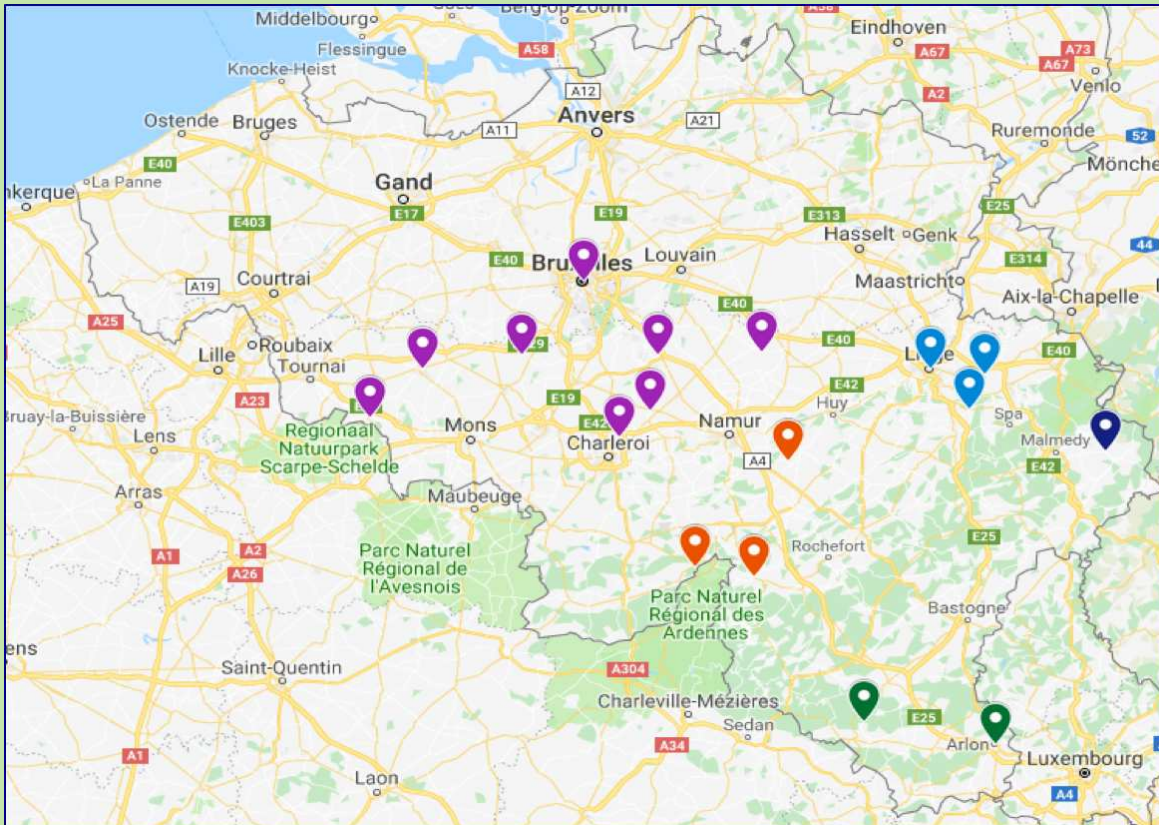 Middelbourg
Berg-op-Zoom
A58
Eindhoven
Flessingue
A58
A67
A73
A67
Knocke-Heist
A12
A2
Venlo
Ostende
Bruges
A11
Anvers
A21
Ruremonde
52
E40
La Panne
nkerque
Gand
Mönche
E17
E403
E19
E313
E25
Hasselt
Genk
44
E40
Bruxelles
Louvain
E314
Courtrai
A19
Maastricht
Aix-la-Chapelle
A25
E40
Roubaix
Lille
Tournai
E40
Liège
E40
A23
E19
E42
Huy
Spa
Bruay-la-Buissière
Lens
Mons
E42
Namur
Malmedy
Regionaal
Natuurpark
Scarpe-Schelde
Charleroi
A4
E42
Arras
Maubeuge
A1
A2
A26
Parc Naturel
Régional de
l'Avesnois
E25
Rochefort
Parc Naturel
Régional des
Ardennes
Bastogne
ens
Saint-Quentin
A304
Charleville-Mézières
Sedan
E25
A34
Arlon
A1
Laon
Luxembourg
A4